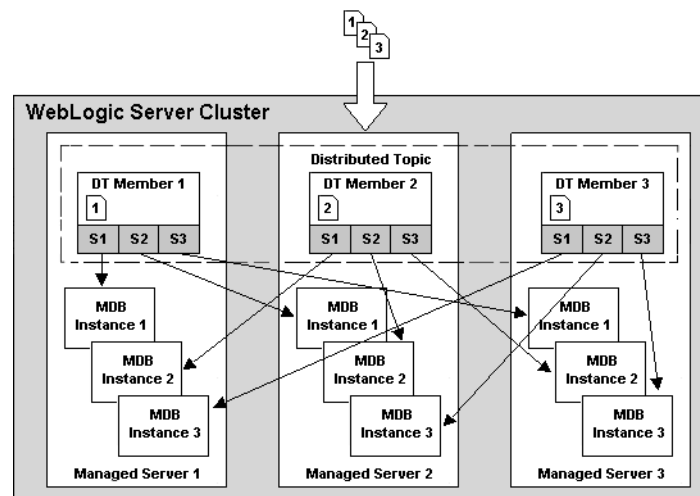 1
2
3
WebLogic Server Cluster
Distributed Topic
DT Member 1
1
S1 S2 S3
DT Member 2
2
S1 S2 S3
DT Member 3
3
S1 S2 S3
MDB
Instance 1
MDB
Instance 2
MDB
Instance 3
MDB
Instance 1
MDB
Instance 2
MDB
Instance 3
MDB
Instance 1
MDB
Instance 2
MDB
Instance 3
Managed Server 1
Managed Server 2
Managed Server 3